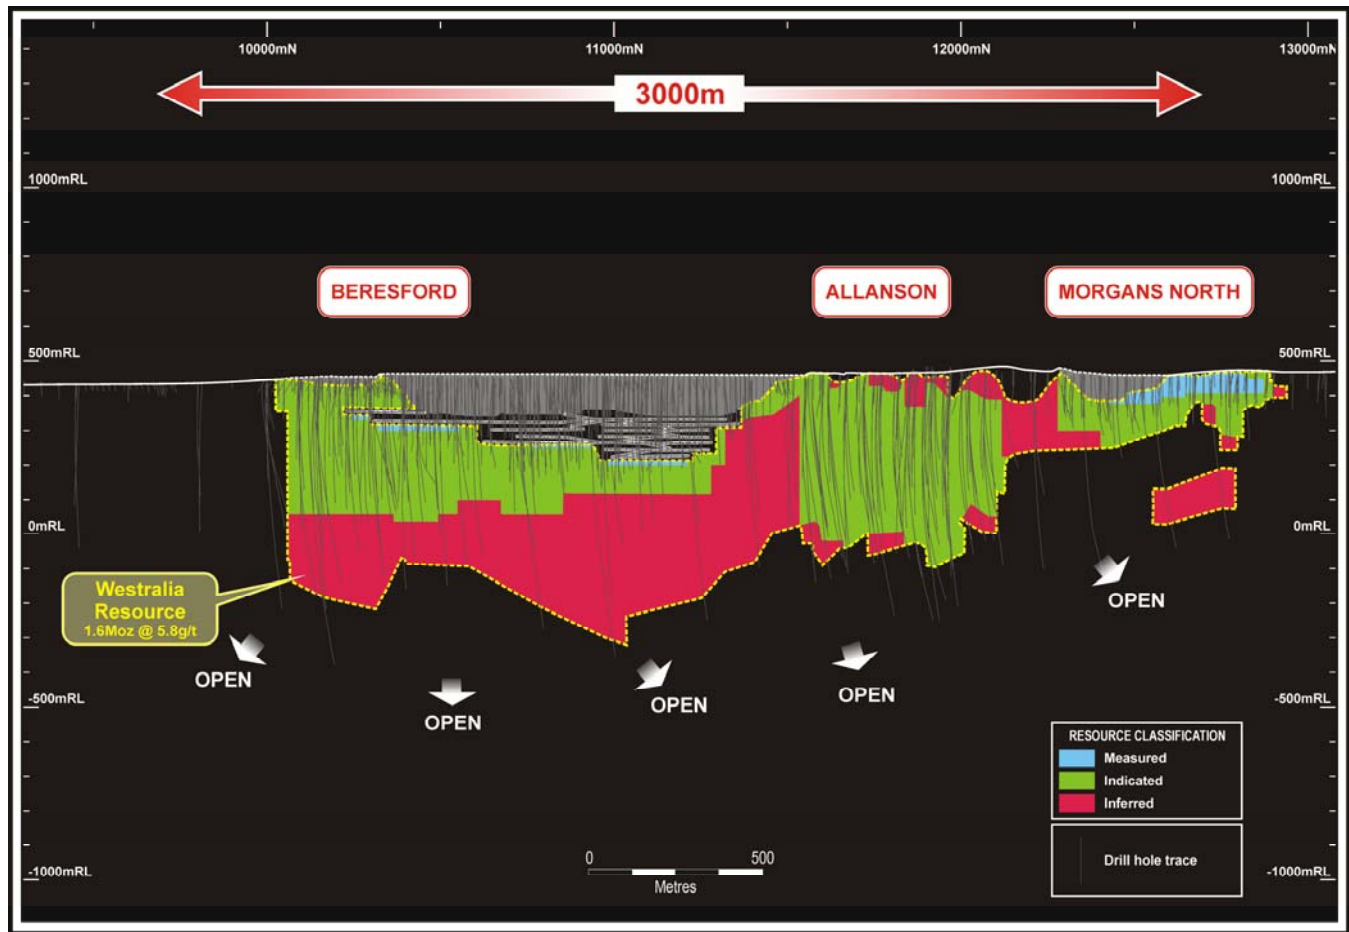 10000mN
11000mN
12000mN
13000mN
3000m
1000mRL
1000mRL
BERESFORD
ALLANSON
MORGANS NORTH
500mRL
500mRL
0mRL
0mRL
Westralia
Resource
1.6Moz @ 5.8g/t
OPEN
OPEN
OPEN
OPEN
OPEN
-500mRL
-500mRL
RESOURCE CLASSIFICATION
Measured
Indicated
Inferred
Drill hole trace
0
500
Metres
-1000mRL
-1000mRL